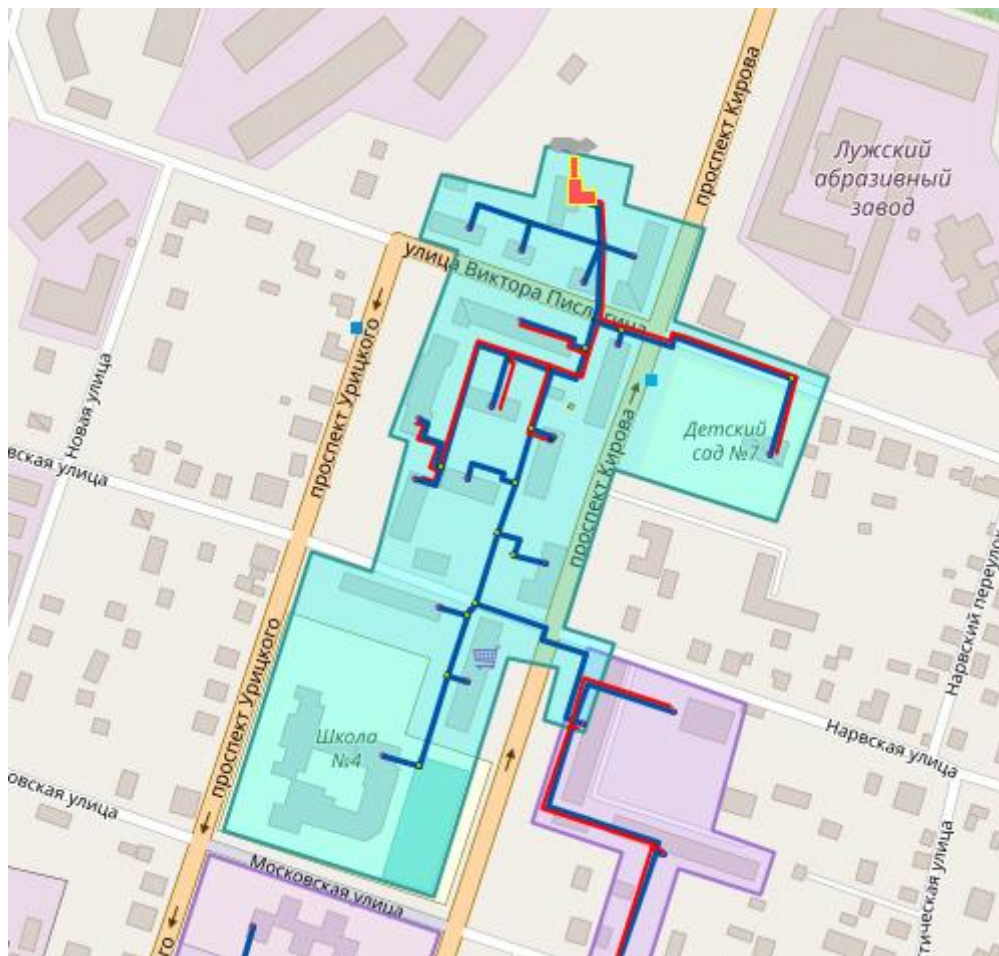 проспект Кирова
Лужский
абразивный
завод
улица Виктора Пислегина
проспект Урицкого
Новая улица
Детский
сад №7
вская улица
проспект Кирова
Нарвский переулок
проспект Урицкого
Школа
№4
Нарвская улица
овская улица
Московская улица
тическая улица
го